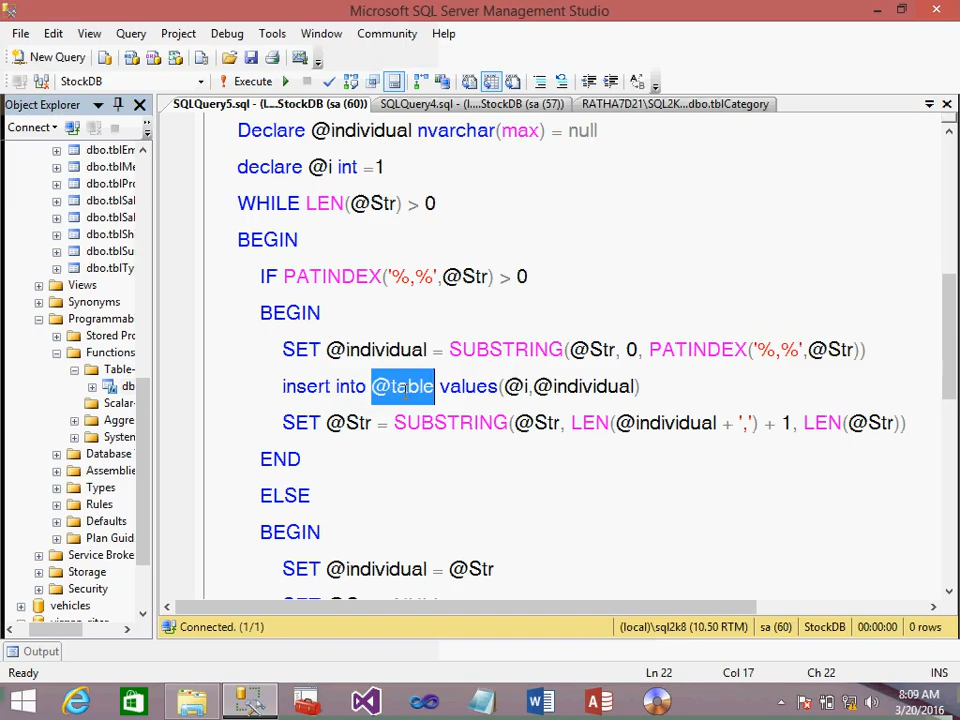 Microsoft SQL Server Management Studio
File Edit View Query Project Debug Tools Window Community Help
New Query
StockDB Execute
Object Explorer
SQLQuery5.sql - (l....StockDB (sa (60)) SQLQuery4.sql - (l....StockDB (sa (57)) RATHA7D21\SQL2K...dbo.tblCategory
Connect
dbo.tblEm
dbo.tblMe
dbo.tblPro
dbo.tblSal
dbo.tblSal
dbo.tblSh
dbo.tblSu
dbo.tblTy
Views
Synonyms
Programmab
Stored Pro
Functions
Table-
db
Scalar-
Aggre
System
Database
Assemblie
Types
Rules
Defaults
Plan Guid
Service Broke
Storage
Security
vehicles
Declare @individual nvarchar(max) = null
declare @i int =1
WHILE LEN(@Str) > 0
BEGIN
IF PATINDEX('%,%',@Str) > 0
BEGIN
SET @individual = SUBSTRING(@Str, 0, PATINDEX('%,%',@Str))
insert into @table values(@i,@individual)
SET @Str = SUBSTRING(@Str, LEN(@individual + ',') + 1, LEN(@Str))
END
ELSE
BEGIN
SET @individual = @Str
Connected. (1/1) (local)\sql2k8 (10.50 RTM) sa (60) StockDB 00:00:00 0 rows
Output
Ready Ln 22 Col 17 Ch 22 INS
8:09 AM
3/20/2016